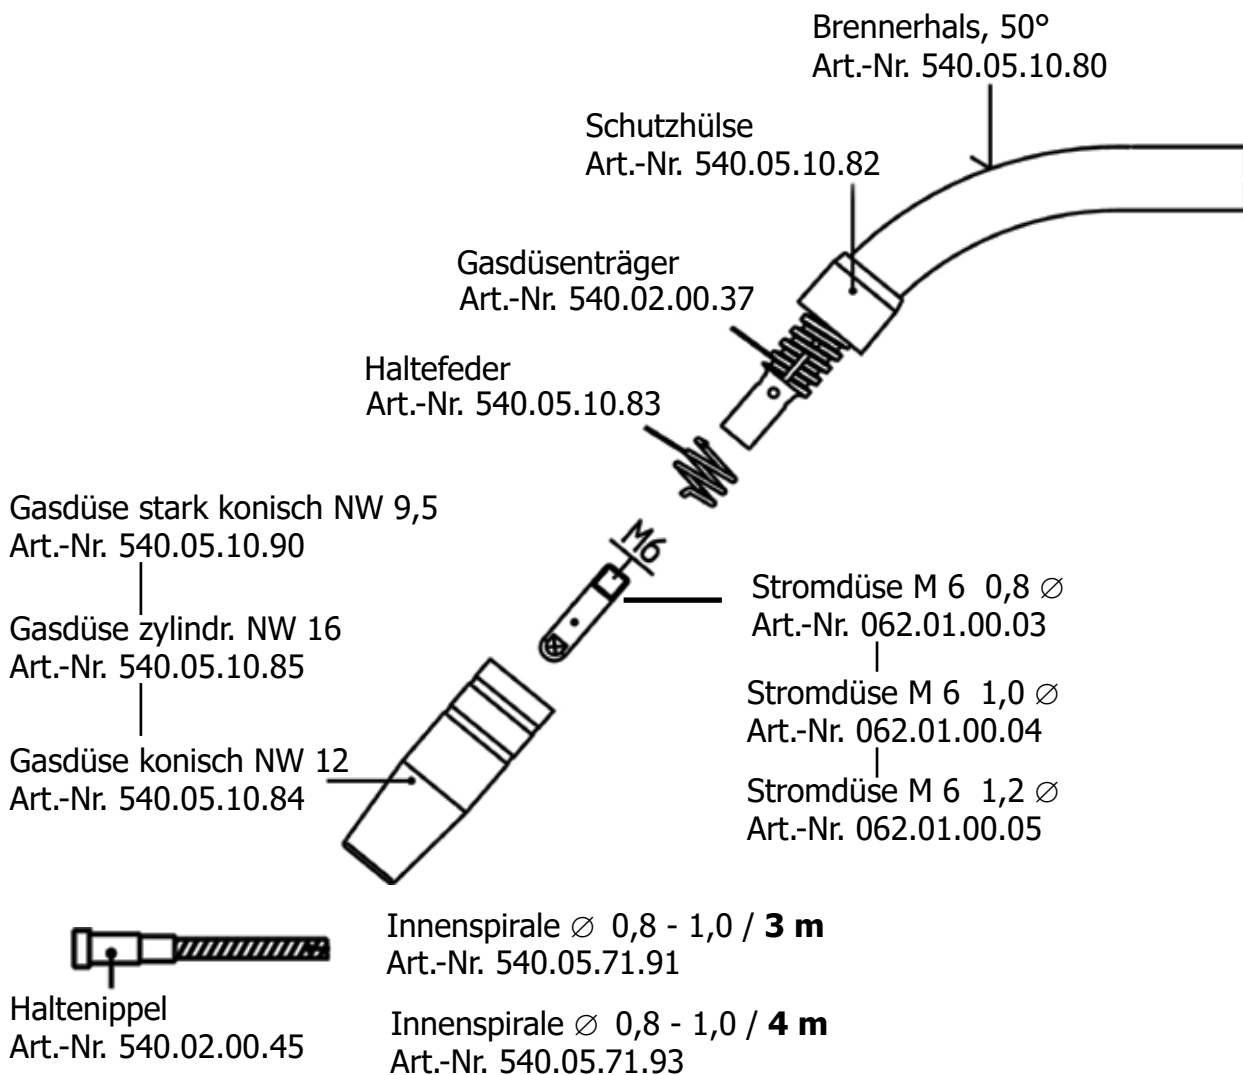 Brennerhals, 50°
Art.-Nr. 540.05.10.80
Schutzhülse
Art.-Nr. 540.05.10.82
Gasdüsenträger
Art.-Nr. 540.02.00.37
Haltefeder
Art.-Nr. 540.05.10.83
Gasdüse stark konisch NW 9,5
Art.-Nr. 540.05.10.90
Gasdüse zylindr. NW 16
Art.-Nr. 540.05.10.85
Gasdüse konisch NW 12
Art.-Nr. 540.05.10.84
M6
Stromdüse M 6  0,8 ∅
Art.-Nr. 062.01.00.03
Stromdüse M 6  1,0 ∅
Art.-Nr. 062.01.00.04
Stromdüse M 6  1,2 ∅
Art.-Nr. 062.01.00.05
Haltenippel
Art.-Nr. 540.02.00.45
Innenspirale ∅  0,8 - 1,0 / 3 m
Art.-Nr. 540.05.71.91
Innenspirale ∅  0,8 - 1,0 / 4 m
Art.-Nr. 540.05.71.93